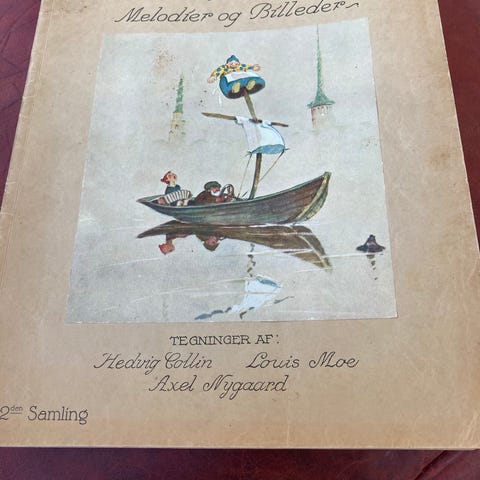 Melodier og Billeder
TEGNINGER AF:
Hedvig Collin Louis Moe
Axel Nygaard
2den Samling